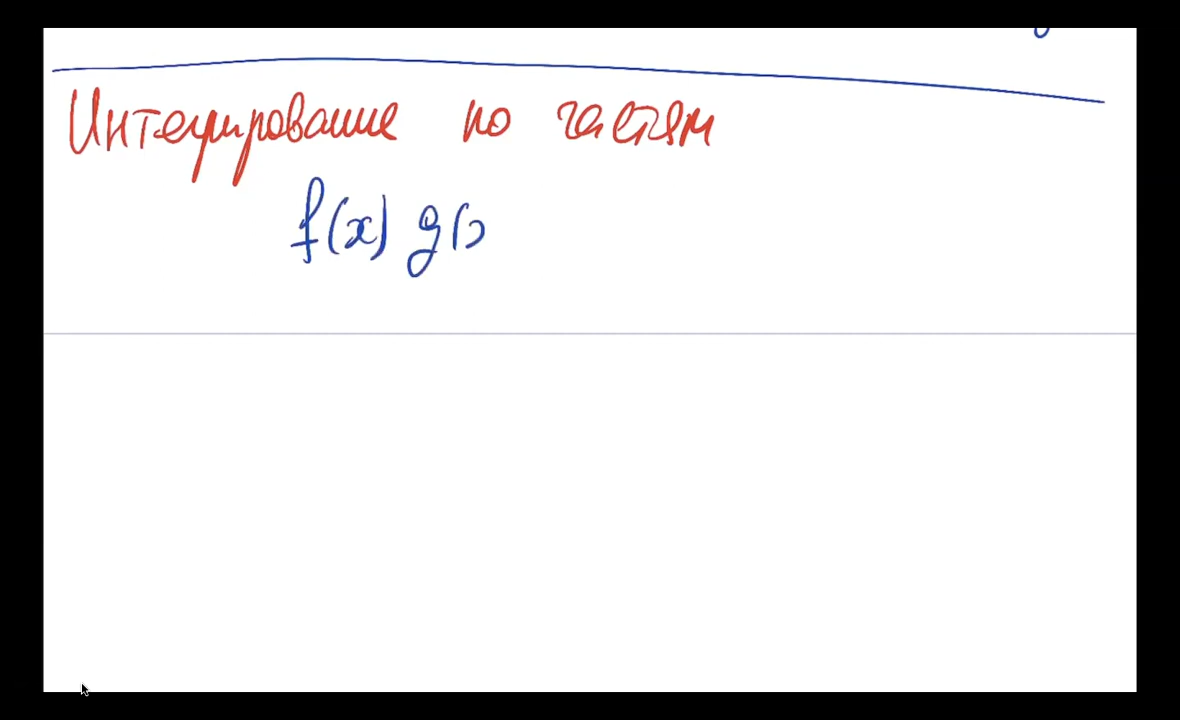 Интегрирование по частям
f(x) g(x